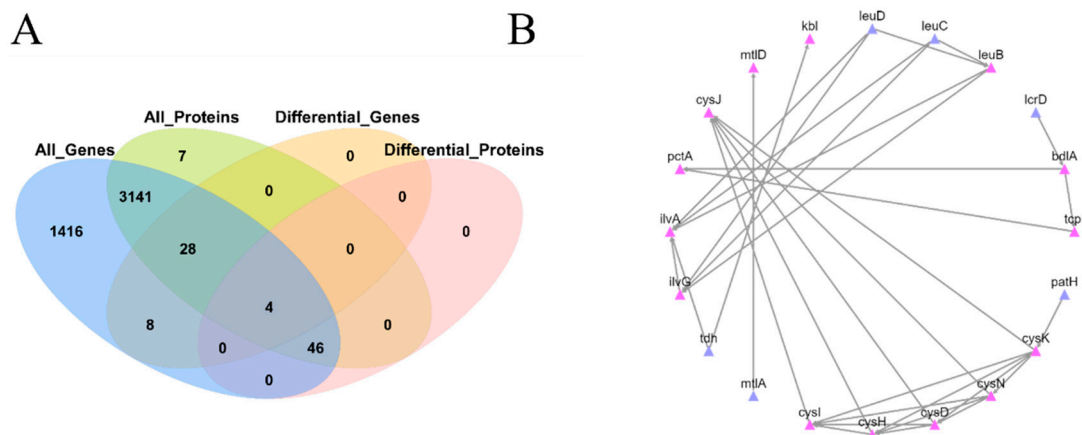 A
B
All_Genes
All_Proteins
Differential_Genes
Differential_Proteins
7
0
3141
0
0
1416
28
0
0
4
8
0
46
0
0
leuD
leuC
kbl
leuB
mtlD
cysJ
lcrD
pctA
bdlA
ilvA
tcp
ilvG
patH
tdh
cysK
mtlA
cysN
cysI
cysH
cysD